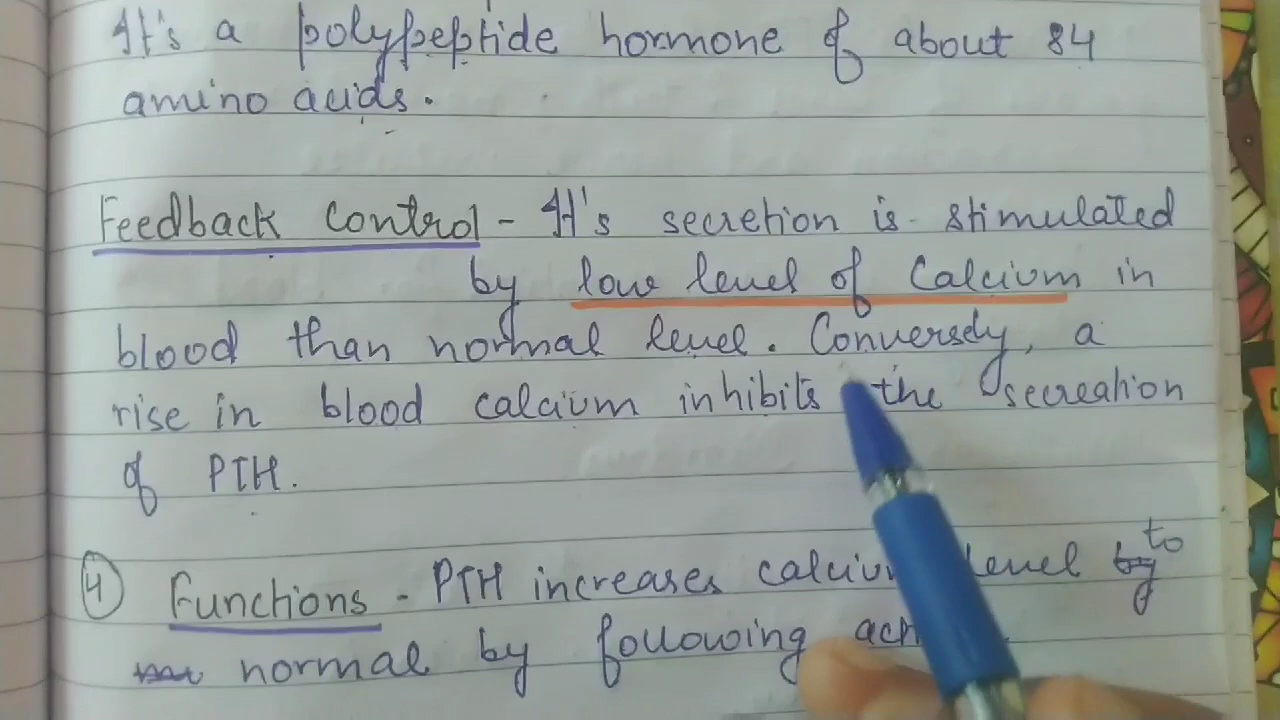 It's a polypeptide hormone of about 84
amino acids.
Feedback control - It's secretion is stimulated
by low level of Calcium in
blood than normal level. Conversely, a
rise in blood calcium inhibits the secreation
of PTH.
4 Functions - PTH increases calcium level by to
normal by following